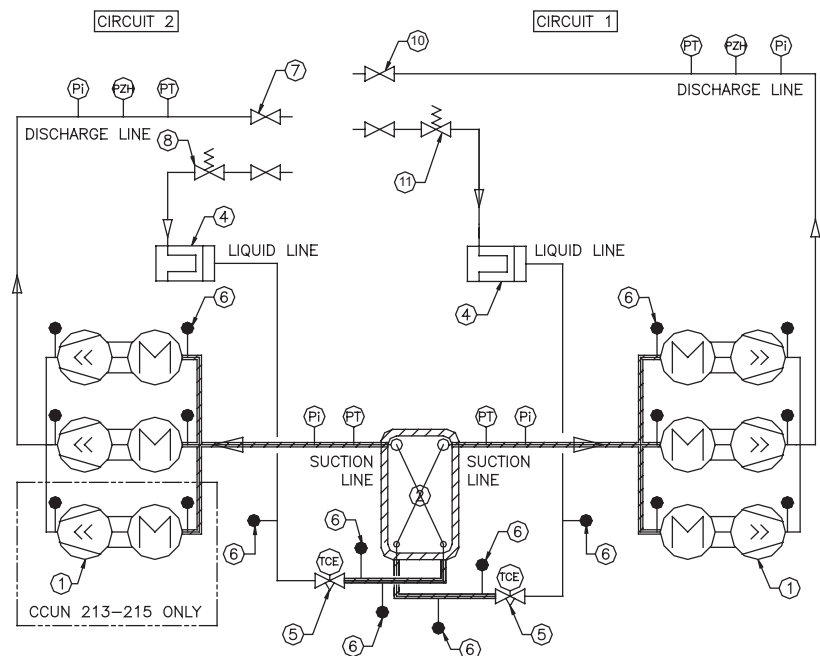 CIRCUIT 2
CIRCUIT 1
10
PT PZH Pi
7
Pi PZH PT
DISCHARGE LINE
DISCHARGE LINE
8
11
4
LIQUID LINE
LIQUID LINE
4
6
6
<< M
M >>
<< M
Pi PT
PT Pi
M >>
SUCTION
LINE
SUCTION
LINE
2
<< M
M >>
6
6
6
6
1
1
TCE
TCE
CCUN 213-215 ONLY
5
6
6
5